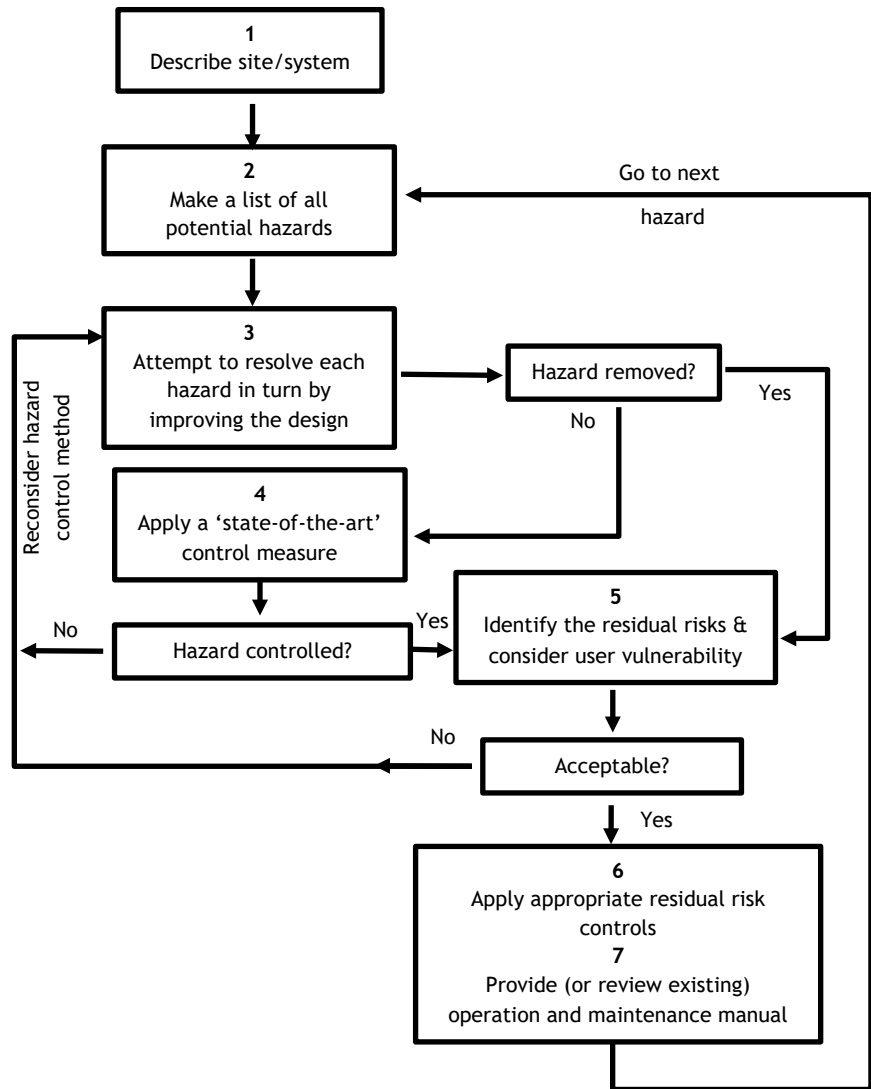 1
Describe site/system
2
Make a list of all
potential hazards
Go to next
hazard
3
Attempt to resolve each
hazard in turn by
improving the design
Hazard removed?
Yes
No
Reconsider hazard
control method
4
Apply a ‘state-of-the-art’
control measure
5
Identify the residual risks &
consider user vulnerability
No
Hazard controlled?
Yes
No
Acceptable?
Yes
6
Apply appropriate residual risk
controls
7
Provide (or review existing)
operation and maintenance manual